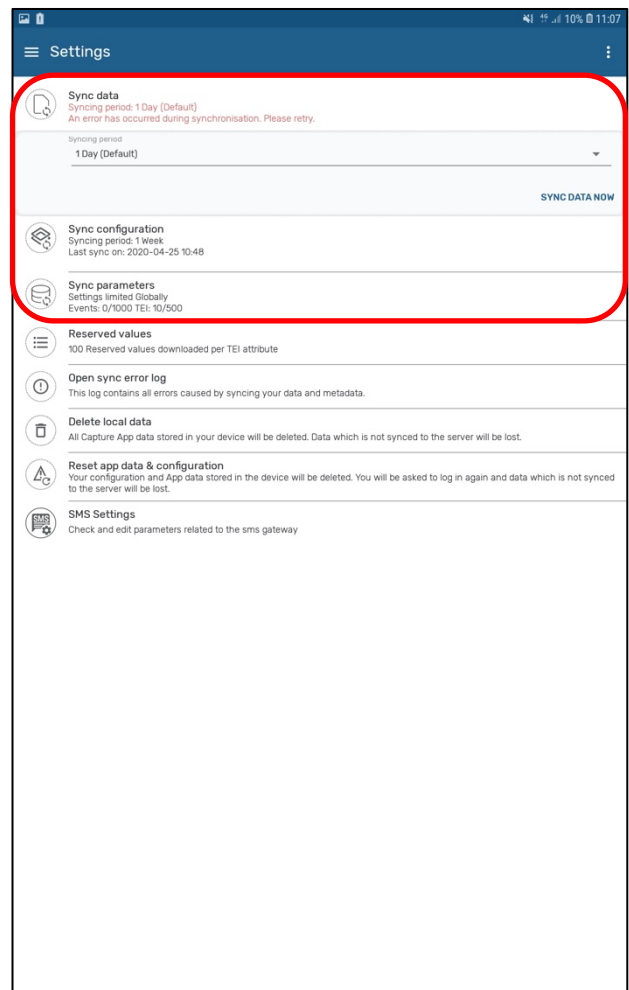 4G 10% 11:07
Settings
Sync data
Syncing period: 1 Day (Default)
An error has occurred during synchronisation. Please retry.
Syncing period
1 Day (Default)
SYNC DATA NOW
Sync configuration
Syncing period: 1 Week
Last sync on: 2020-04-25 10:48
Sync parameters
Settings limited Globally
Events: 0/1000 TEI: 10/500
Reserved values
100 Reserved values downloaded per TEI attribute
Open sync error log
This log contains all errors caused by syncing your data and metadata.
Delete local data
All Capture App data stored in your device will be deleted. Data which is not synced to the server will be lost.
Reset app data & configuration
Your configuration and App data stored in the device will be deleted. You will be asked to log in again and data which is not synced
to the server will be lost.
SMS
SMS Settings
Check and edit parameters related to the sms gateway